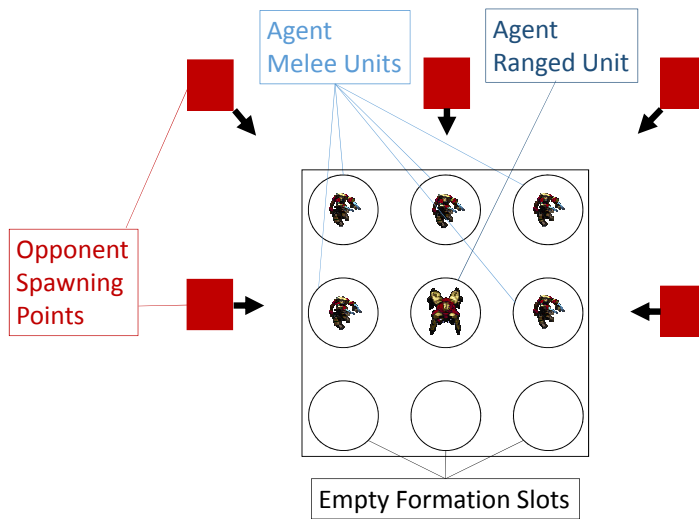 Agent
Melee Units
Agent
Ranged Unit
Opponent
Spawning
Points
Empty Formation Slots